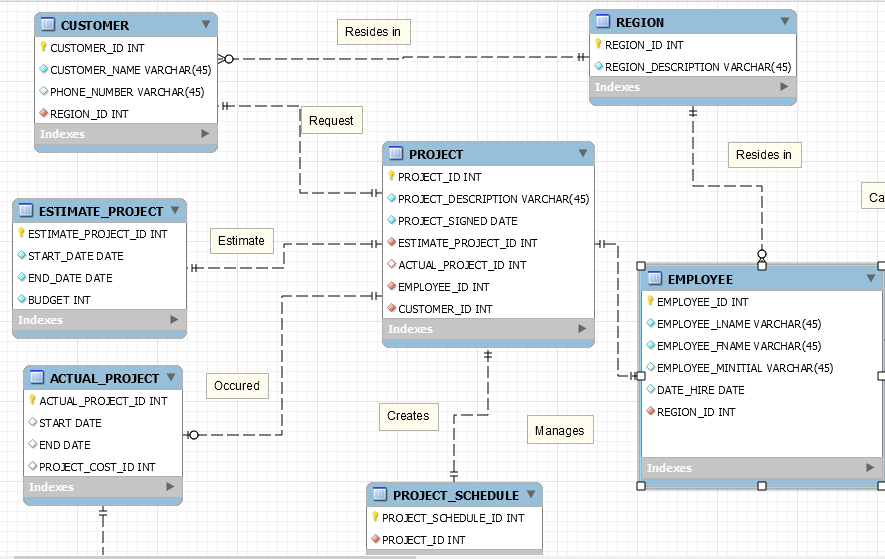 CUSTOMER
CUSTOMER_ID INT
CUSTOMER_NAME VARCHAR(45)
PHONE_NUMBER VARCHAR(45)
REGION_ID INT
Indexes
Resides in
REGION
REGION_ID INT
REGION_DESCRIPTION VARCHAR(45)
Indexes
Request
Resides in
PROJECT
PROJECT_ID INT
PROJECT_DESCRIPTION VARCHAR(45)
PROJECT_SIGNED DATE
ESTIMATE_PROJECT_ID INT
ACTUAL_PROJECT_ID INT
EMPLOYEE_ID INT
CUSTOMER_ID INT
Indexes
Ca
ESTIMATE_PROJECT
ESTIMATE_PROJECT_ID INT
START_DATE DATE
END_DATE DATE
BUDGET INT
Indexes
Estimate
EMPLOYEE
EMPLOYEE_ID INT
EMPLOYEE_LNAME VARCHAR(45)
EMPLOYEE_FNAME VARCHAR(45)
EMPLOYEE_MINITIAL VARCHAR(45)
DATE_HIRE DATE
REGION_ID INT
Indexes
ACTUAL_PROJECT
ACTUAL_PROJECT_ID INT
START DATE
END DATE
PROJECT_COST_ID INT
Indexes
Occured
Creates
Manages
PROJECT_SCHEDULE
PROJECT_SCHEDULE_ID INT
PROJECT_ID INT